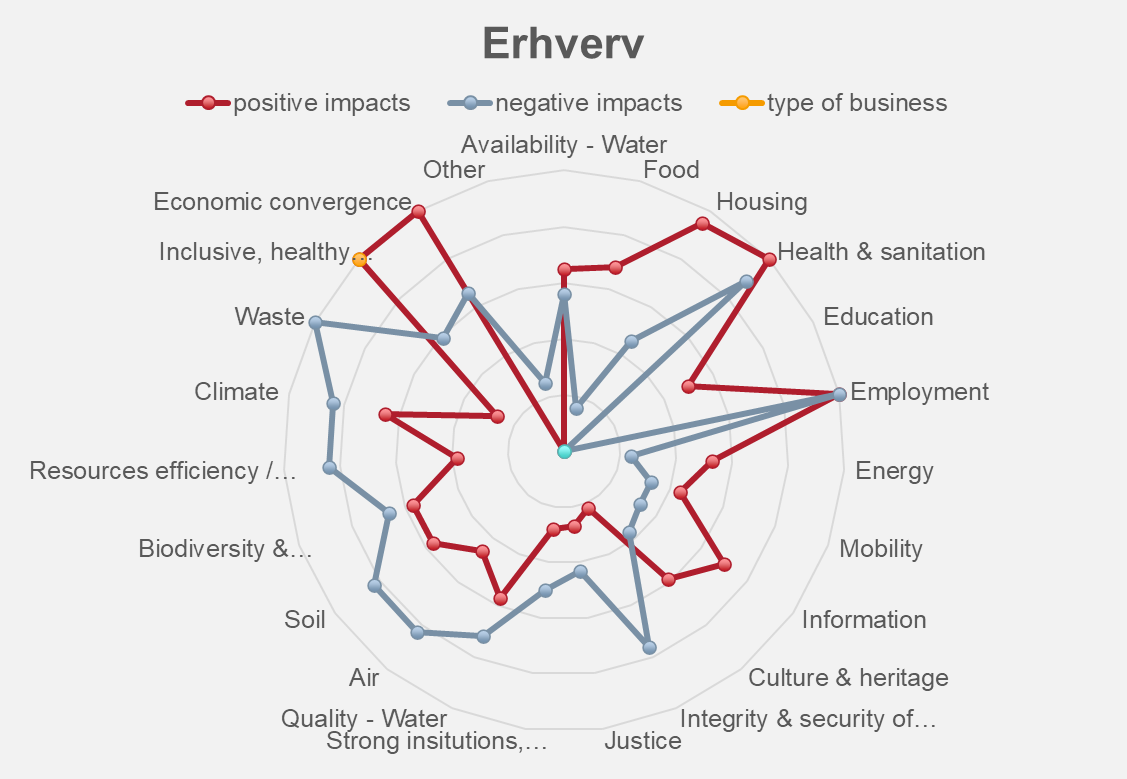 Erhverv
positive impacts
negative impacts
type of business
Availability - Water
Food
Housing
Health & sanitation
Education
Employment
Energy
Mobility
Information
Culture & heritage
Integrity & security of…
Justice
Strong insitutions,…
Quality - Water
Air
Soil
Biodiversity &…
Resources efficiency /…
Climate
Waste
Inclusive, healthy…
Economic convergence
Other